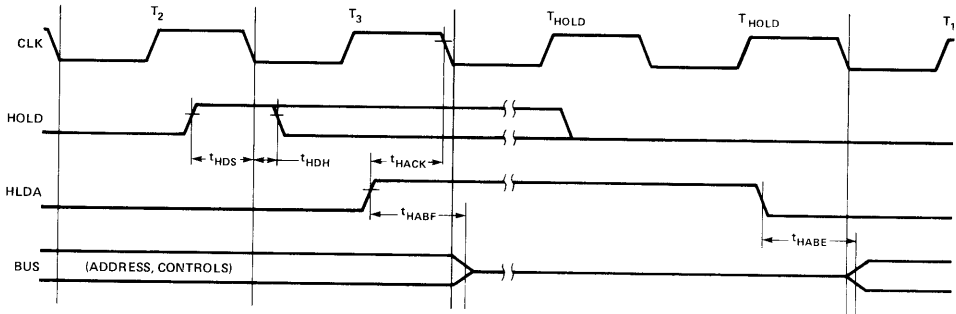 T2 T3 THOLD THOLD T1
CLK
HOLD
tHDS tHDH tHACK
HLDA
tHABF
tHABE
BUS (ADDRESS, CONTROLS)